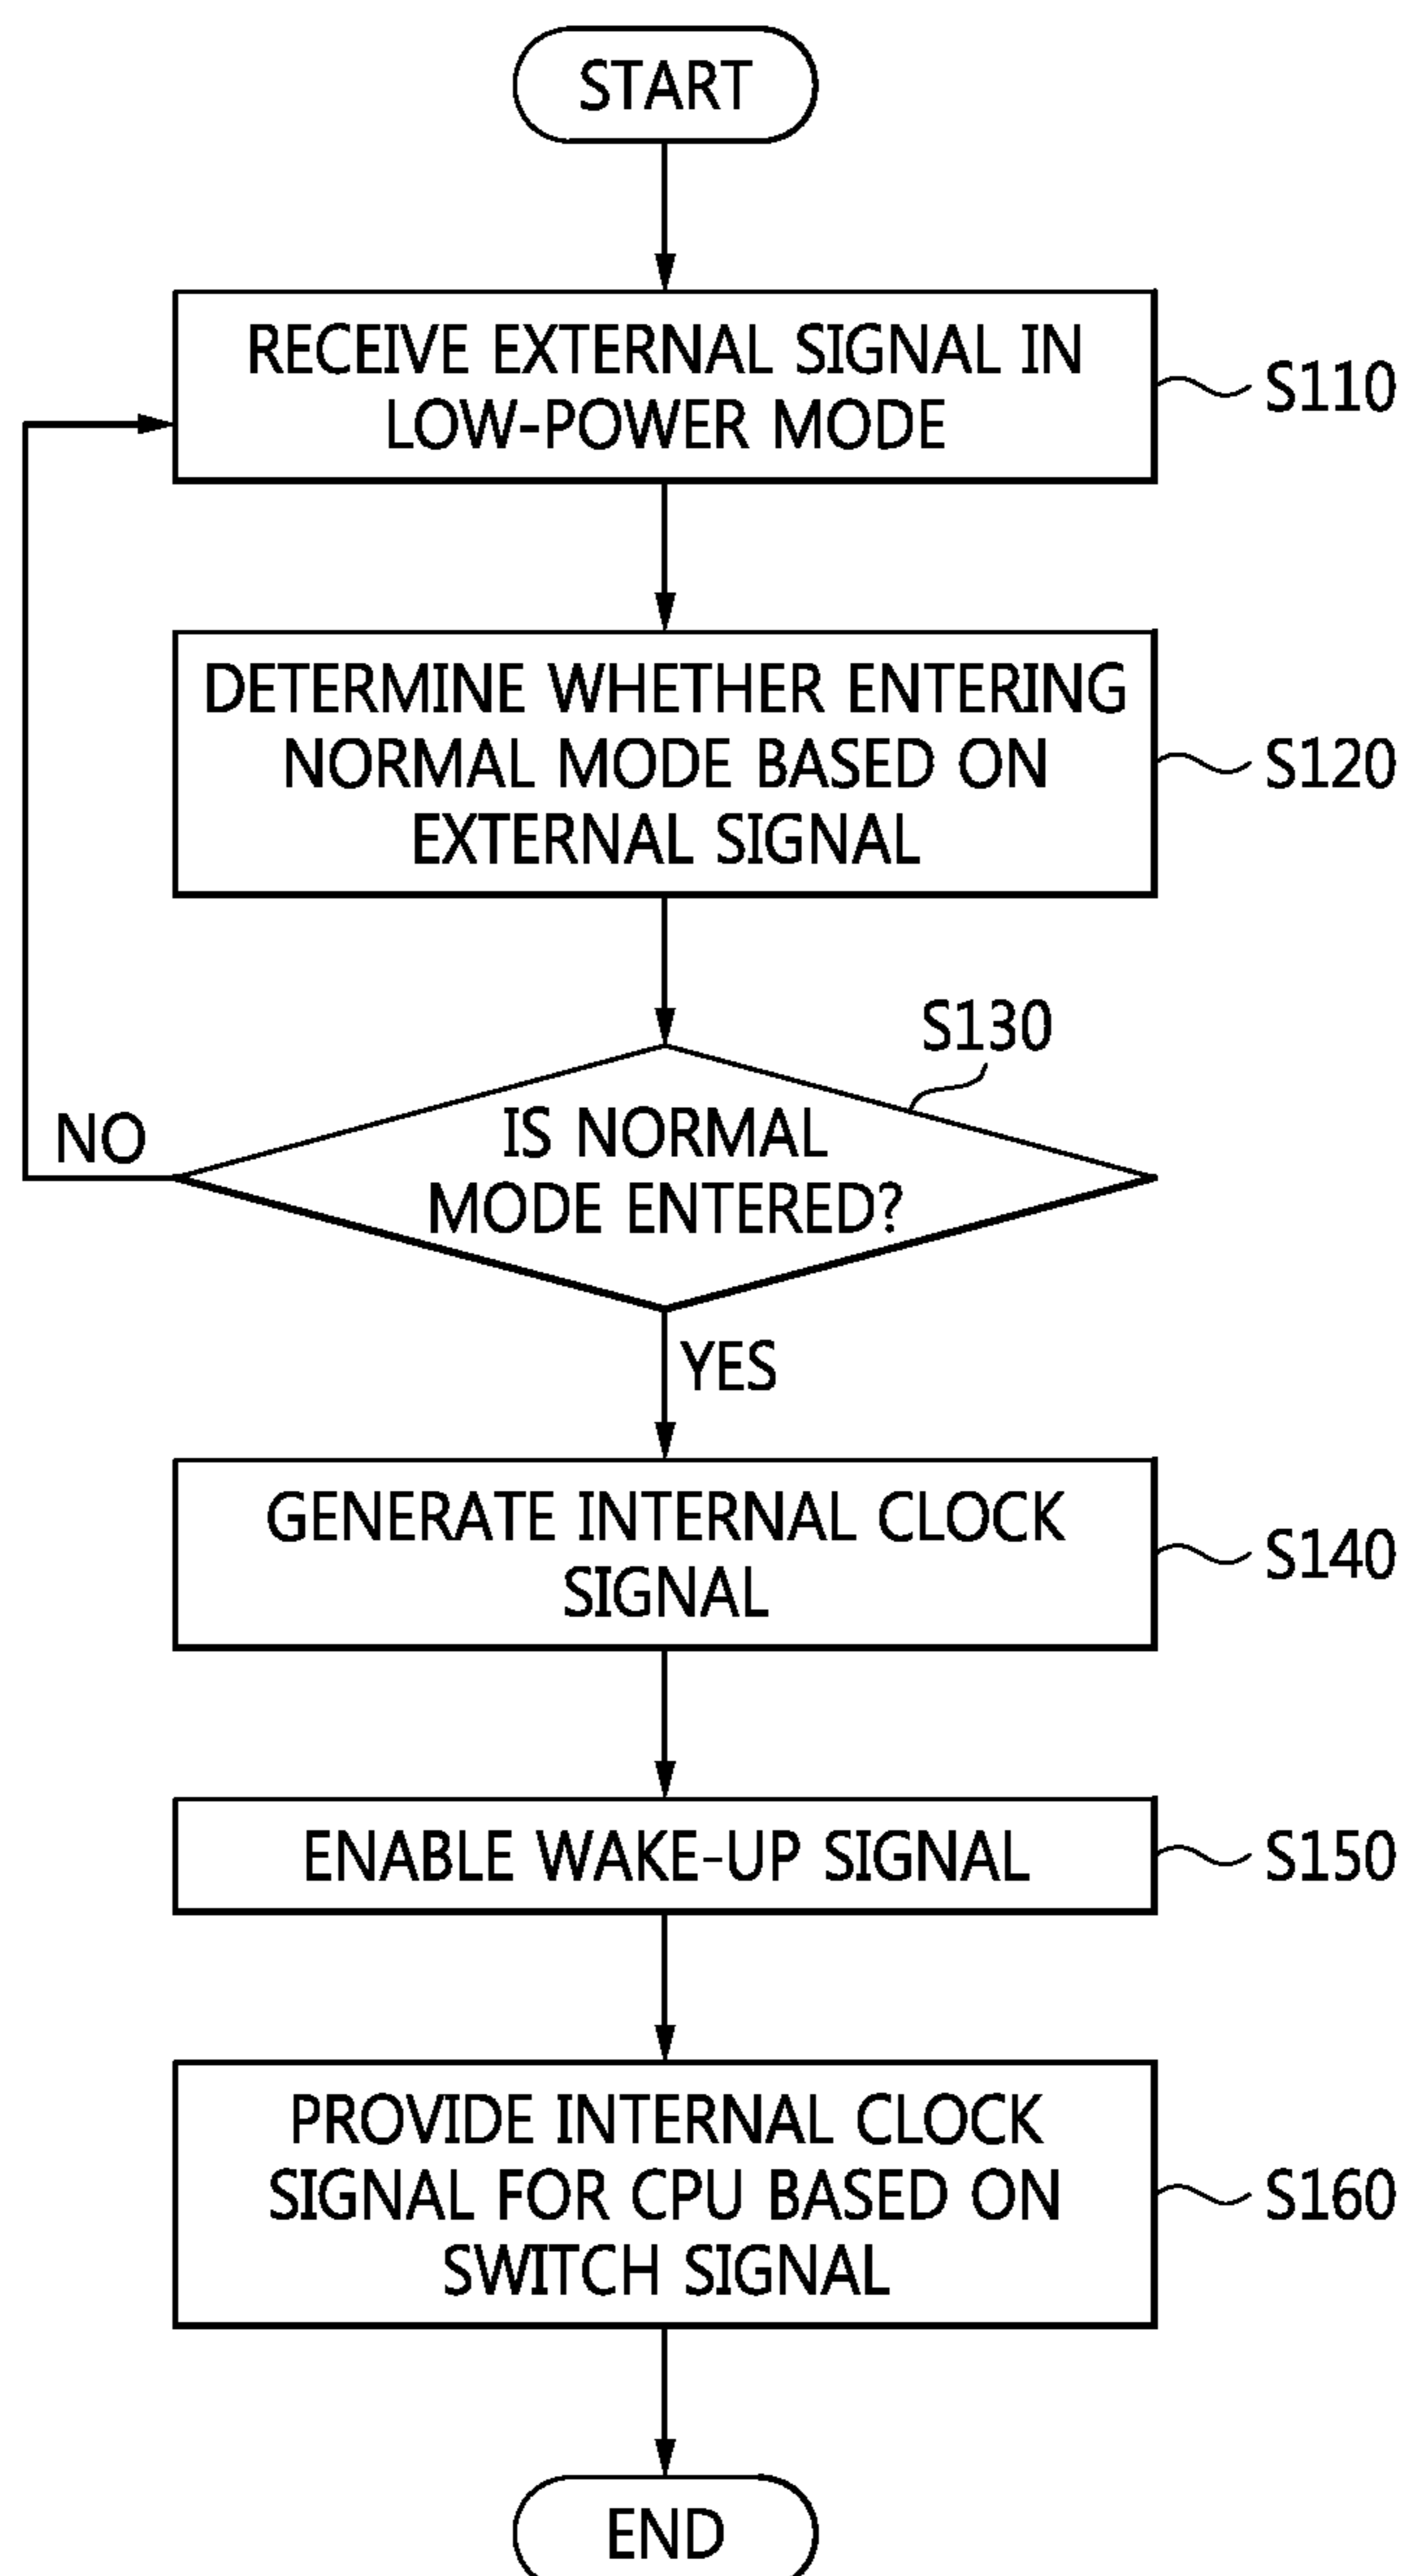 START
RECEIVE EXTERNAL SIGNAL IN
LOW-POWER MODE
S110
DETERMINE WHETHER ENTERING
NORMAL MODE BASED ON
EXTERNAL SIGNAL
S120
S130
IS NORMAL
MODE ENTERED?
NO
YES
GENERATE INTERNAL CLOCK
SIGNAL
S140
ENABLE WAKE-UP SIGNAL
S150
PROVIDE INTERNAL CLOCK
SIGNAL FOR CPU BASED ON
SWITCH SIGNAL
S160
END